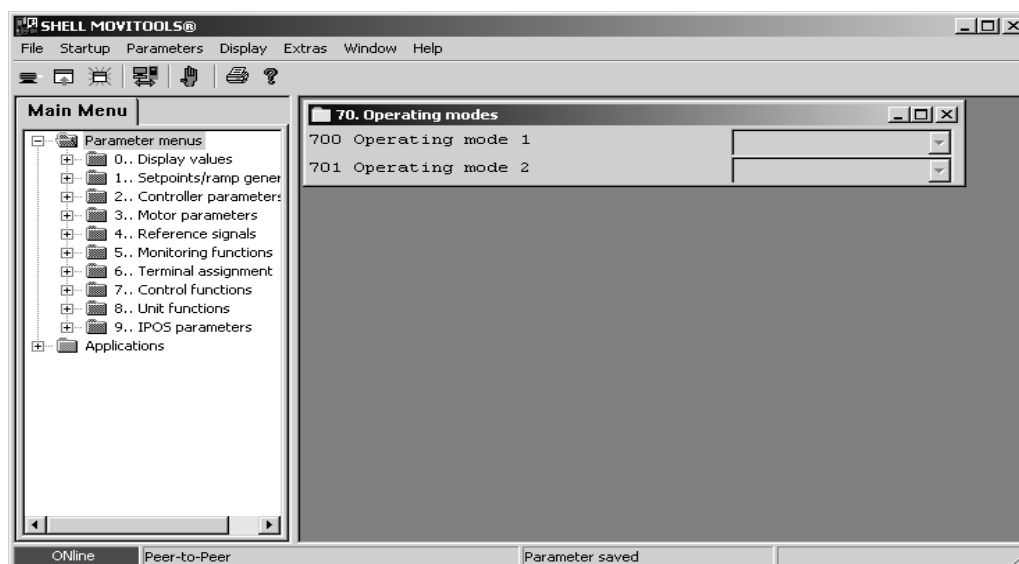 SHELL MOVITOOLS®
File Startup Parameters Display Extras Window Help
Main Menu
Parameter menus
0.. Display values
1.. Setpoints/ramp gener
2.. Controller parameters
3.. Motor parameters
4.. Reference signals
5.. Monitoring functions
6.. Terminal assignment
7.. Control functions
8.. Unit functions
9.. IPOS parameters
Applications
70. Operating modes
700 Operating mode 1
701 Operating mode 2
ONline Peer-to-Peer Parameter saved